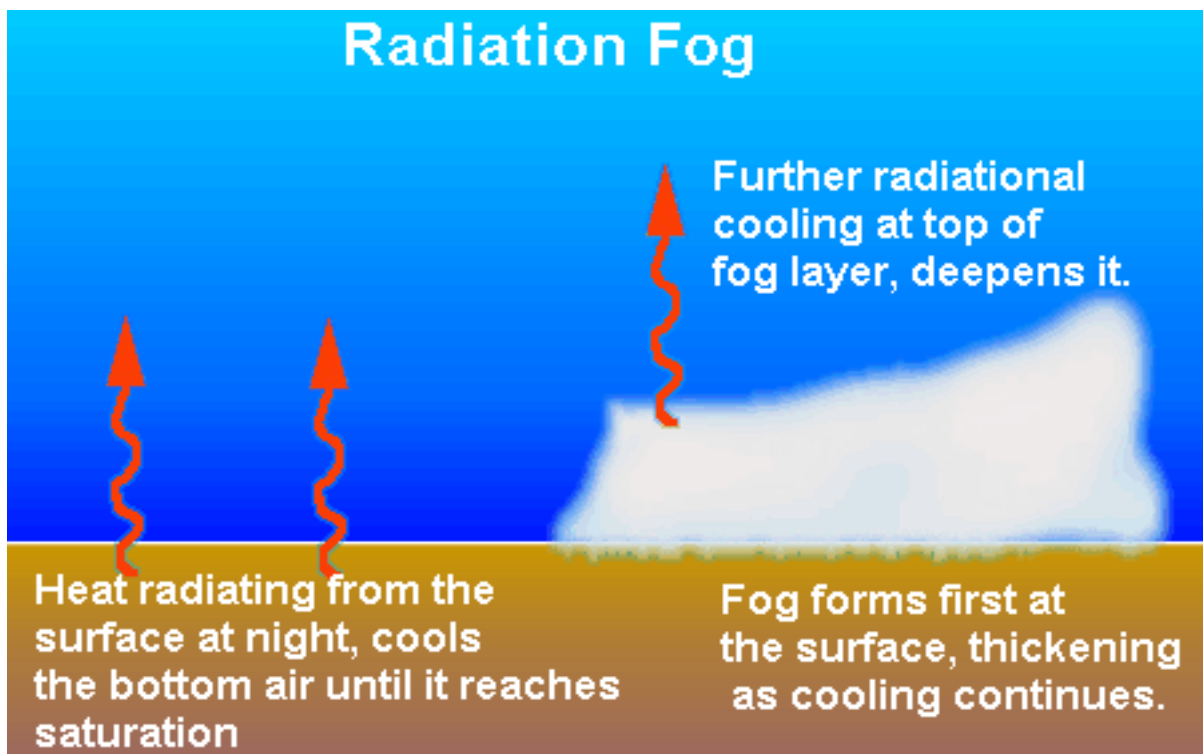 Radiation Fog
Further radiational
cooling at top of
fog layer, deepens it.
Heat radiating from the
surface at night, cools
the bottom air until it reaches
saturation
Fog forms first at
the surface, thickening
as cooling continues.